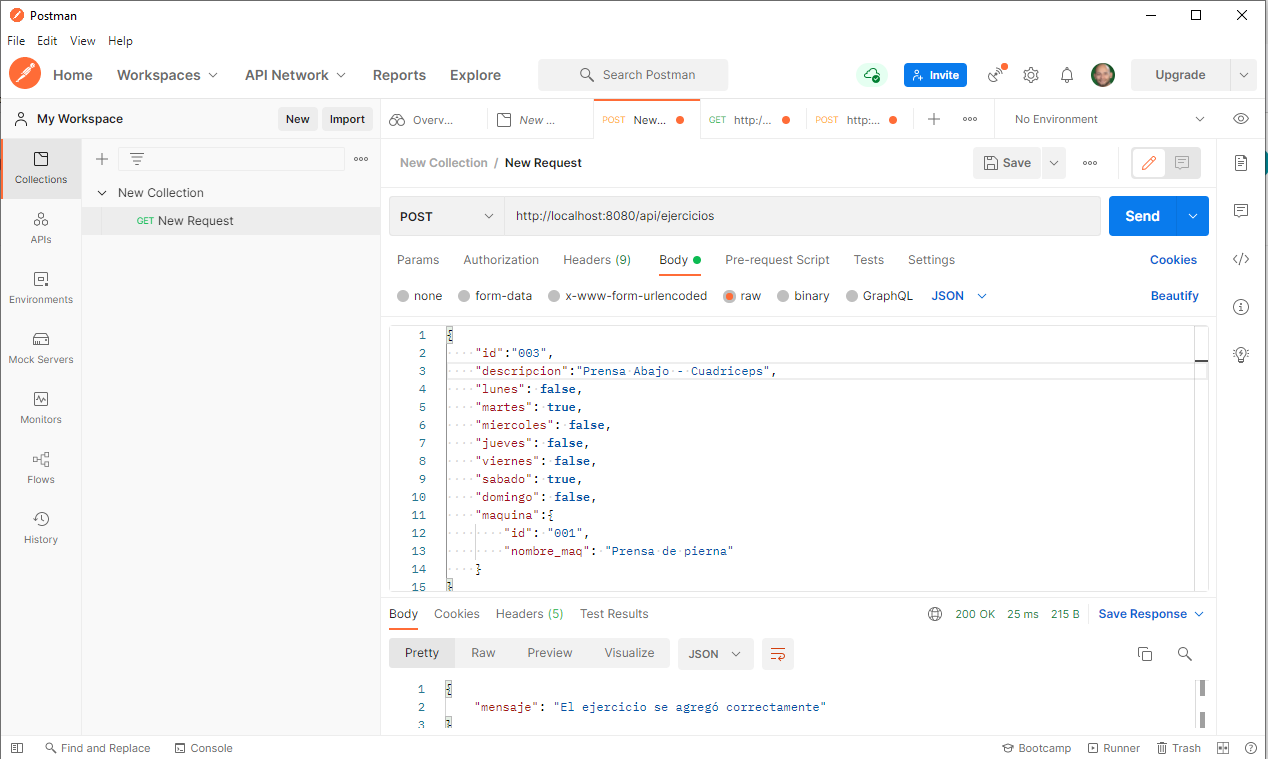 Postman
File Edit View Help
Home Workspaces API Network Reports Explore Search Postman Invite Upgrade
My Workspace New Import Overv... New ... POST New... GET http:/... POST http:... No Environment
Collections
APIs
Environments
Mock Servers
Monitors
Flows
History
New Collection
GET New Request
New Collection / New Request Save
POST http://localhost:8080/api/ejercicios Send
Params Authorization Headers (9) Body Pre-request Script Tests Settings Cookies
none form-data x-www-form-urlencoded raw binary GraphQL JSON Beautify
1 {
2 "id":"003",
3 "descripcion":"Prensa Abajo - Cuadriceps",
4 "lunes": false,
5 "martes": true,
6 "miercoles": false,
7 "jueves": false,
8 "viernes": false,
9 "sabado": true,
10 "domingo": false,
11 "maquina":{
12 "id": "001",
13 "nombre_maq": "Prensa de pierna"
14 }
15 }
Body Cookies Headers (5) Test Results 200 OK 25 ms 215 B Save Response
Pretty Raw Preview Visualize JSON
1 {
2 "mensaje": "El ejercicio se agregó correctamente"
3 }
Find and Replace Console Bootcamp Runner Trash